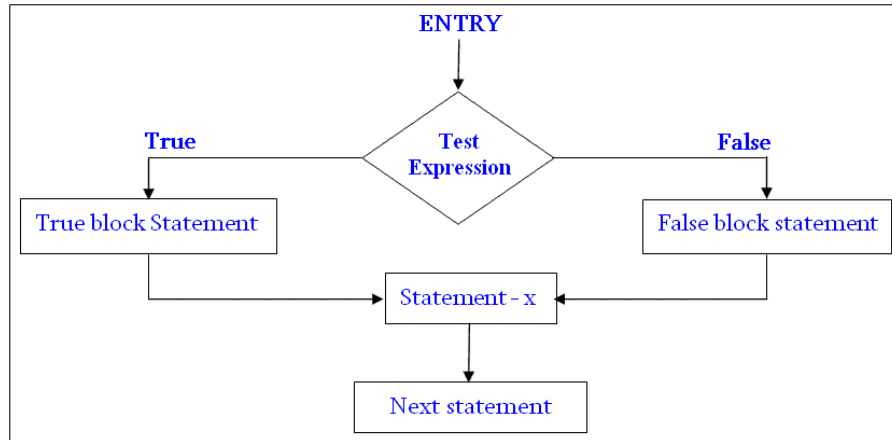 ENTRY
Test
Expression
True
False
True block Statement
False block statement
Statement - x
Next statement